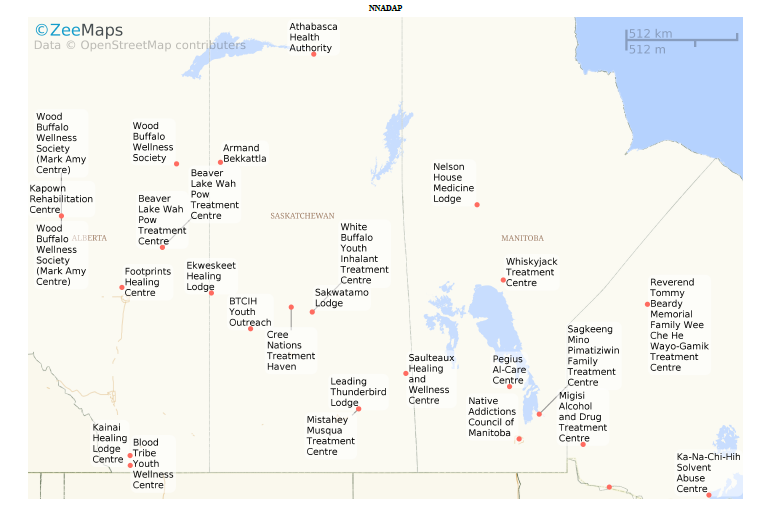 NNADAP
©ZeeMaps
Data © OpenStreetMap contributers
Athabasca
Health
Authority
512 km
512 m
Wood
Buffalo
Wellness
Society
(Mark Amy
Centre)
Wood
Buffalo
Wellness
Society
Armand
Bekkattla
Beaver
Lake Wah
Pow
Treatment
Centre
Nelson
House
Medicine
Lodge
Kapown
Rehabilitation
Centre
Beaver
Lake Wah
Pow
Treatment
Centre
SASKATCHEWAN
White
Buffalo
Youth
Inhalant
Treatment
Centre
MANITOBA
ALBERTA
Wood
Buffalo
Wellness
Society
(Mark Amy
Centre)
Footprints
Healing
Centre
Ekweskeet
Healing
Lodge
Sakwatamo
Lodge
Whiskyjack
Treatment
Centre
BTCIH
Youth
Outreach
Cree
Nations
Treatment
Haven
Reverend
Tommy
Beardy
Memorial
Family Wee
Che He
Wayo-Gamik
Treatment
Centre
Sagkeeng
Mino
Pimatiziwin
Family
Treatment
Centre
Saulteaux
Healing
and
Wellness
Centre
Pegius
Al-Care
Centre
Leading
Thunderbird
Lodge
Native
Addictions
Council of
Manitoba
Migisi
Alcohol
and Drug
Treatment
Centre
Mistahey
Musqua
Treatment
Centre
Kainai
Healing
Lodge
Centre
Blood
Tribe
Youth
Wellness
Centre
Ka-Na-Chi-Hih
Solvent
Abuse
Centre